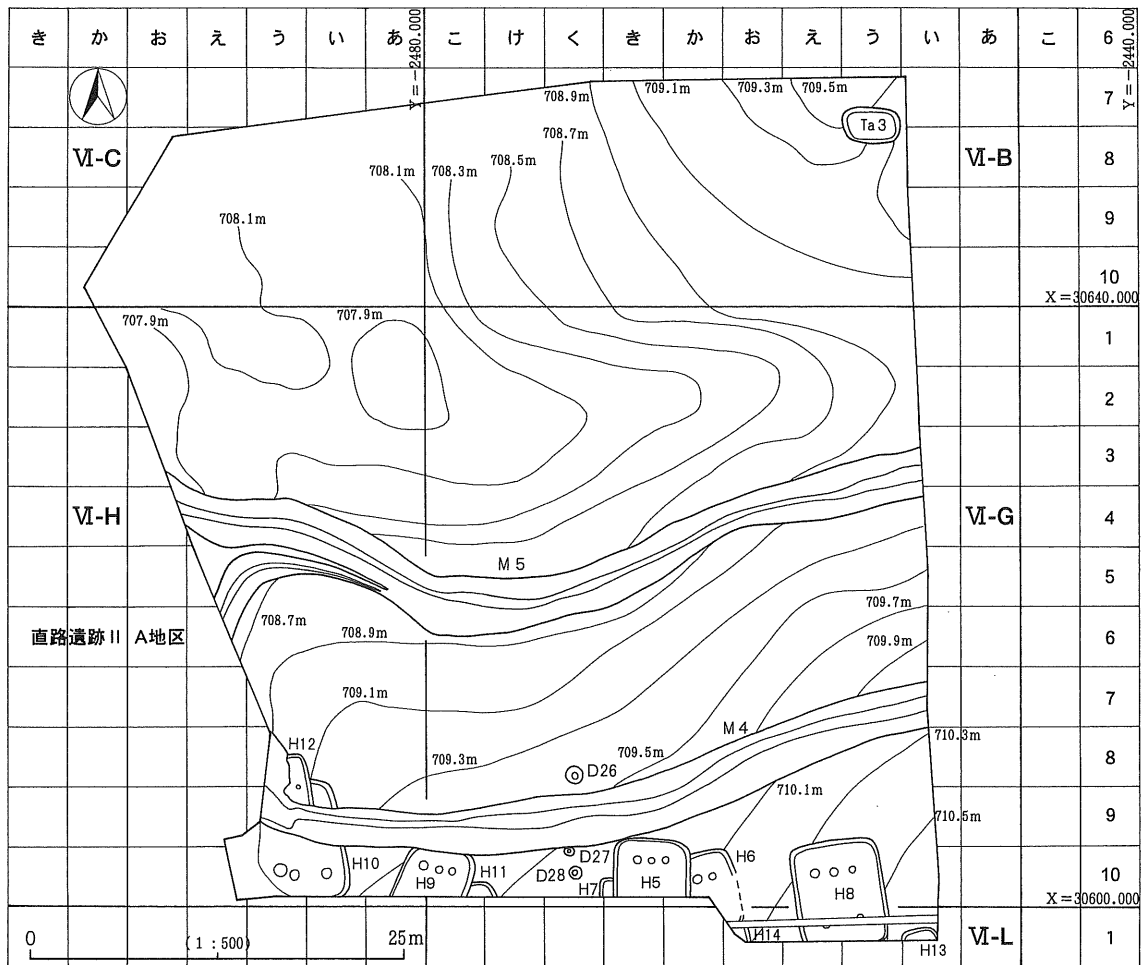 き か お え う い あ こ け く き か お え う い あ こ 6
Y=-2480.000
Y=-2440.000
708.9m 709.1m 709.3m 709.5m 7
Ta3
708.7m
Ⅵ-C 708.1m 708.3m 708.5m Ⅵ-B 8
708.1m 9
10
X=30640.000
707.9m 707.9m 1
2
3
Ⅵ-H Ⅵ-G 4
M5
5
709.7m
708.7m
直路遺跡Ⅱ A地区 708.9m 709.9m 6
709.1m 7
M4
H12 710.3m
709.3m 709.5m 8
D26
710.1m
710.5m 9
H10 H9 H11 D27 H6
D28 H7 H5 H8 10
X=30600.000
H14 Ⅵ-L 1
H13
0 (1:500) 25m